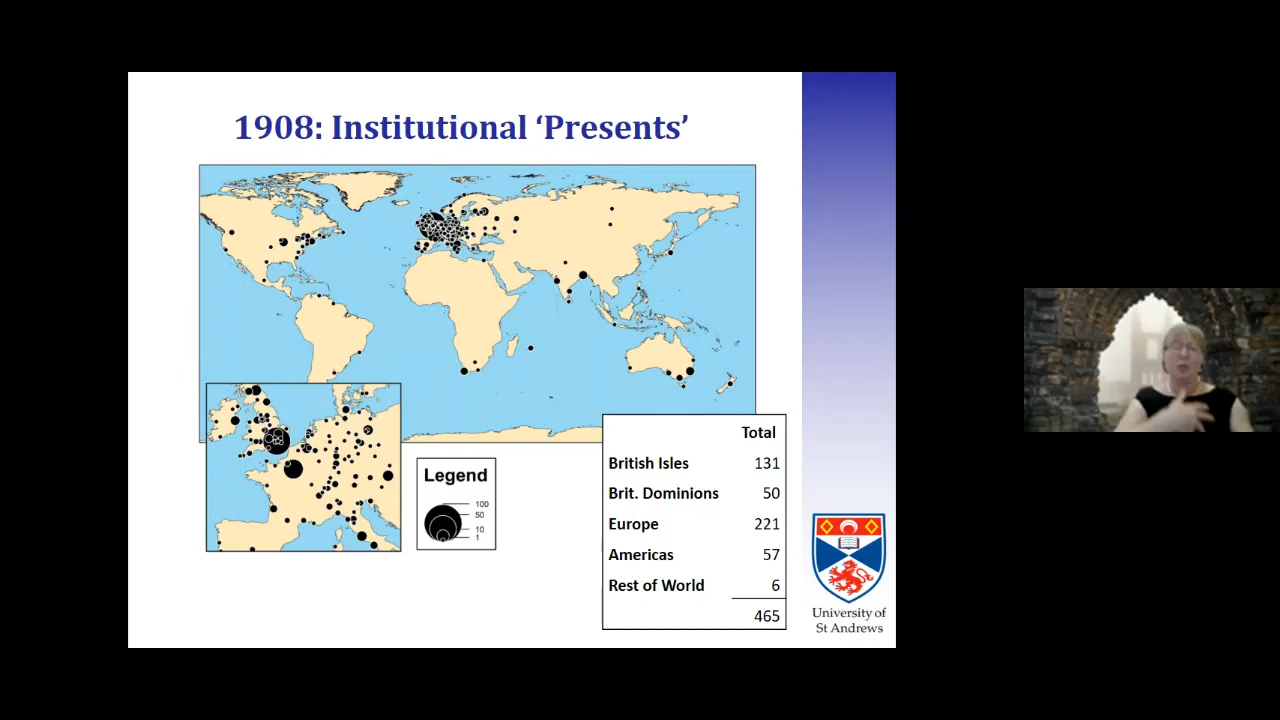 1908: Institutional ‘Presents’
Legend
100
50
10
1
Total
British Isles 131
Brit. Dominions 50
Europe 221
Americas 57
Rest of World 6
465
University of
St Andrews